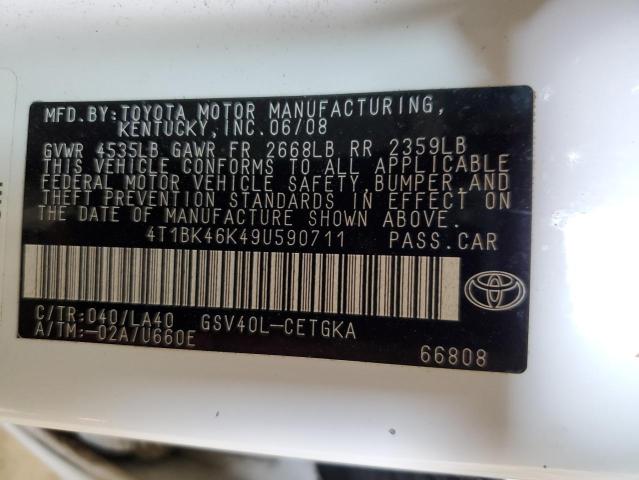 MFD.BY:TOYOTA MOTOR MANUFACTURING,
KENTUCKY,INC.06/08
GVWR 4535LB GAWR FR 2668LB RR 2359LB
THIS VEHICLE CONFORMS TO ALL APPLICABLE
FEDERAL MOTOR VEHICLE SAFETY,BUMPER,AND
THEFT PREVENTION STANDARDS IN EFFECT ON
THE DATE OF MANUFACTURE SHOWN ABOVE.
4T1BK46K49U590711 PASS.CAR
C/TR:040/LA40 GSV40L-CETGKA
A/TM:-02A/U660E
66808